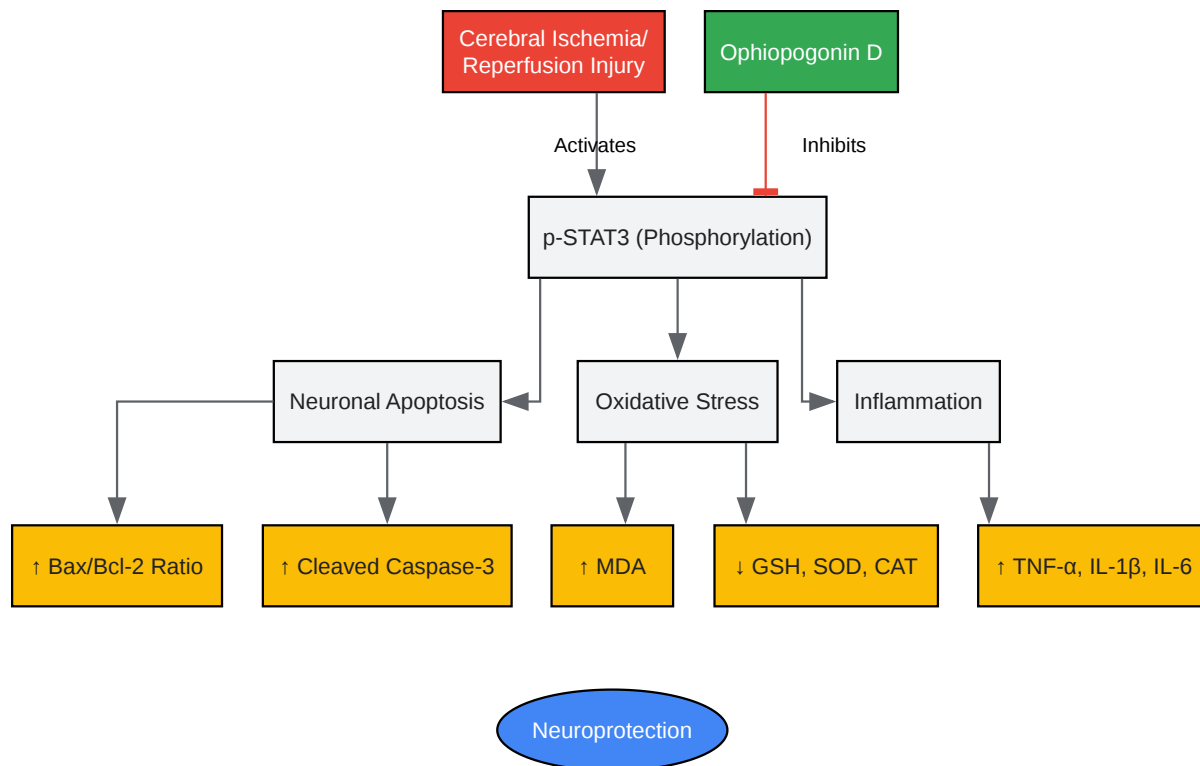 Cerebral Ischemia/
Reperfusion Injury
Ophiopogonin D
Activates
Inhibits
p-STAT3 (Phosphorylation)
Neuronal Apoptosis
Oxidative Stress
Inflammation
↑ Bax/Bcl-2 Ratio
↑ Cleaved Caspase-3
↑ MDA
↓ GSH, SOD, CAT
↑ TNF-α, IL-1β, IL-6
Neuroprotection